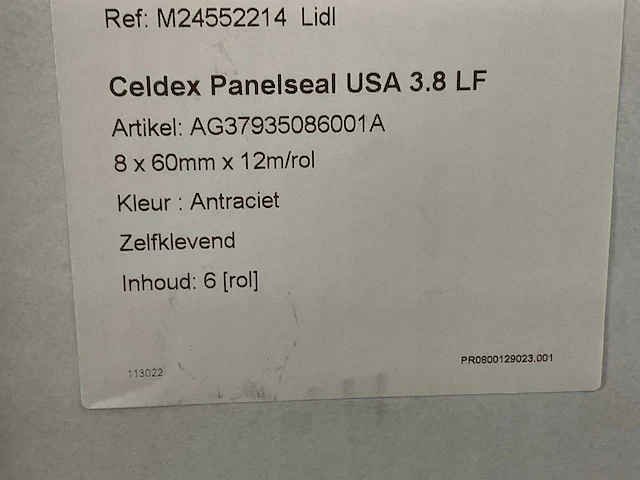 Ref: M24552214 Lidl
Celdex Panelseal USA 3.8 LF
Artikel: AG37935086001A
8 x 60mm x 12m/rol
Kleur : Antraciet
Zelfklevend
Inhoud: 6 [rol]
PR0800129023.001
113022